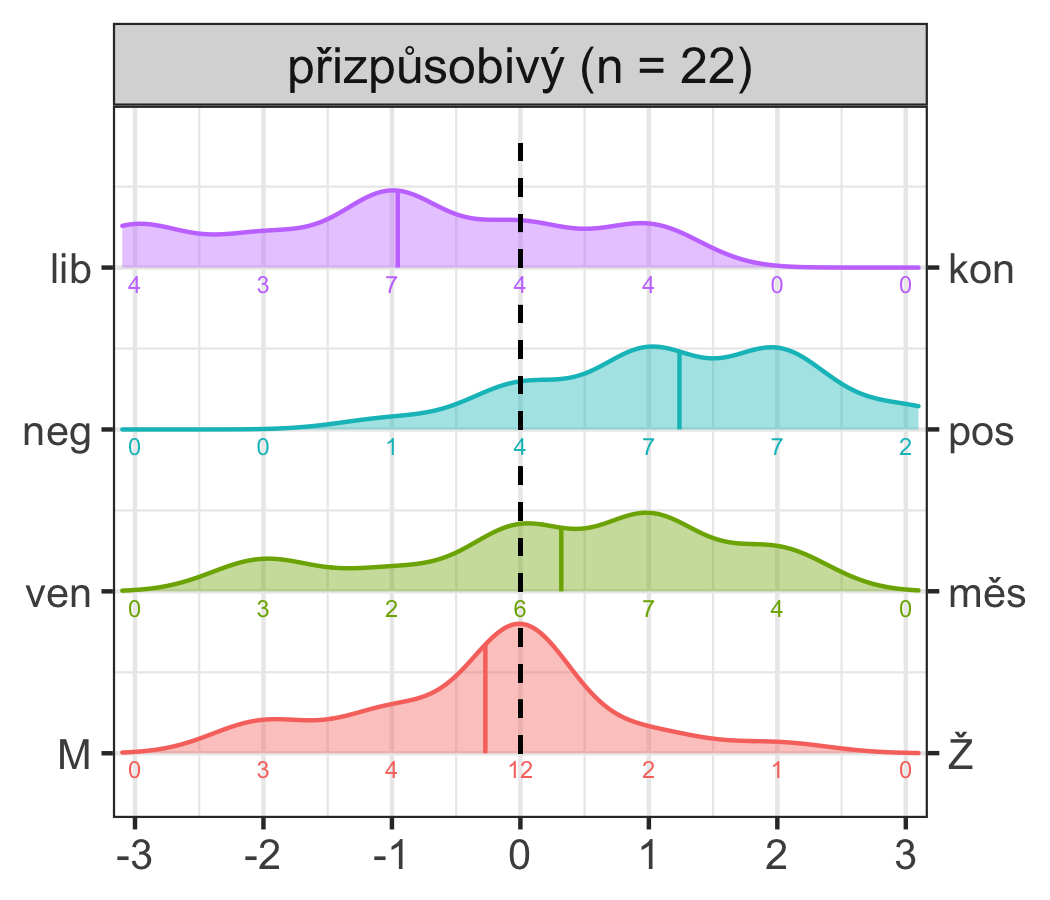 přizpůsobivý (n = 22)
lib kon
4 3 7 4 4 0 0
neg pos
0 0 1 4 7 7 2
ven měs
0 3 2 6 7 4 0
M Ž
0 3 4 12 2 1 0
-3 -2 -1 0 1 2 3